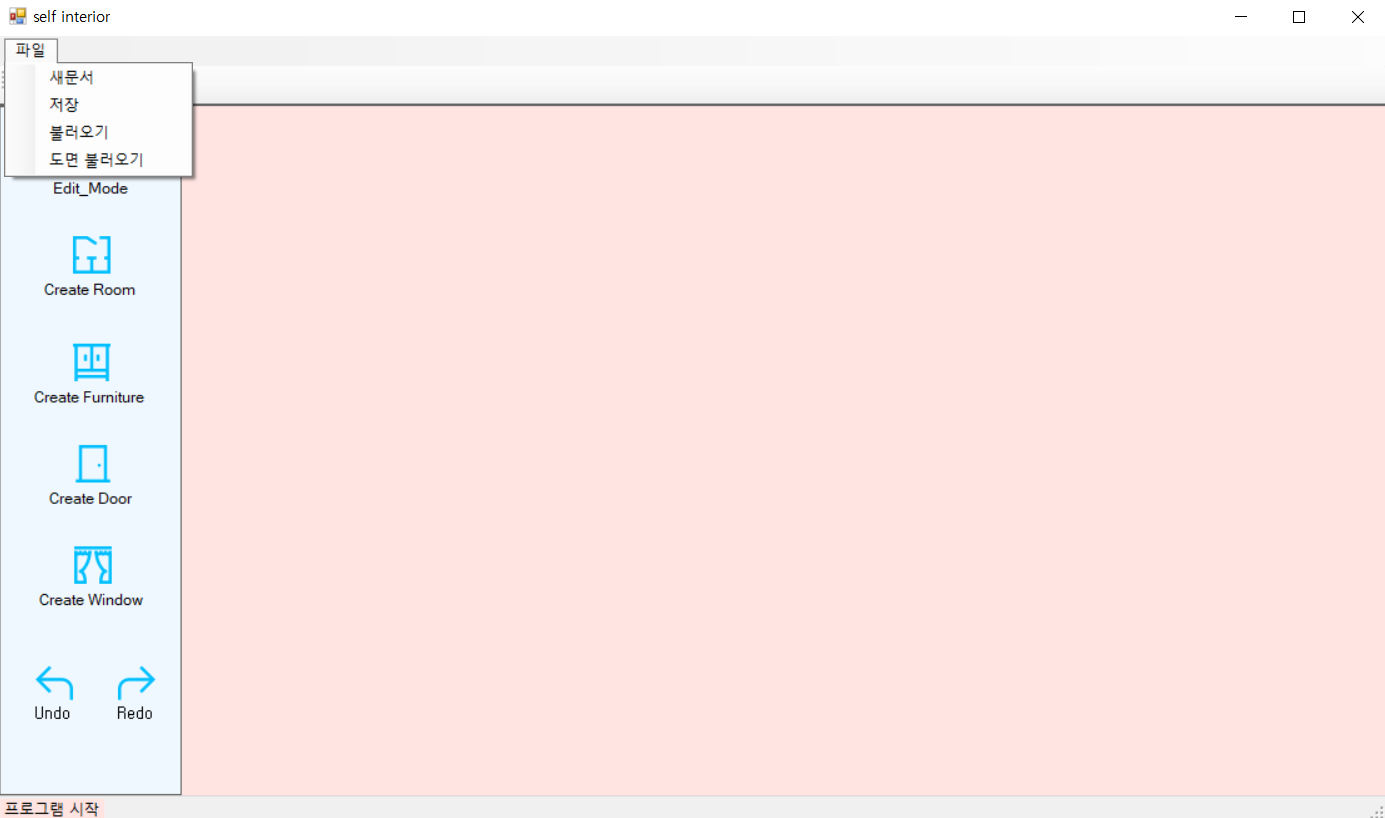 self interior
파일
새문서
저장
불러오기
도면 불러오기
Edit_Mode
Create Room
Create Furniture
Create Door
Create Window
Undo Redo
프로그램 시작